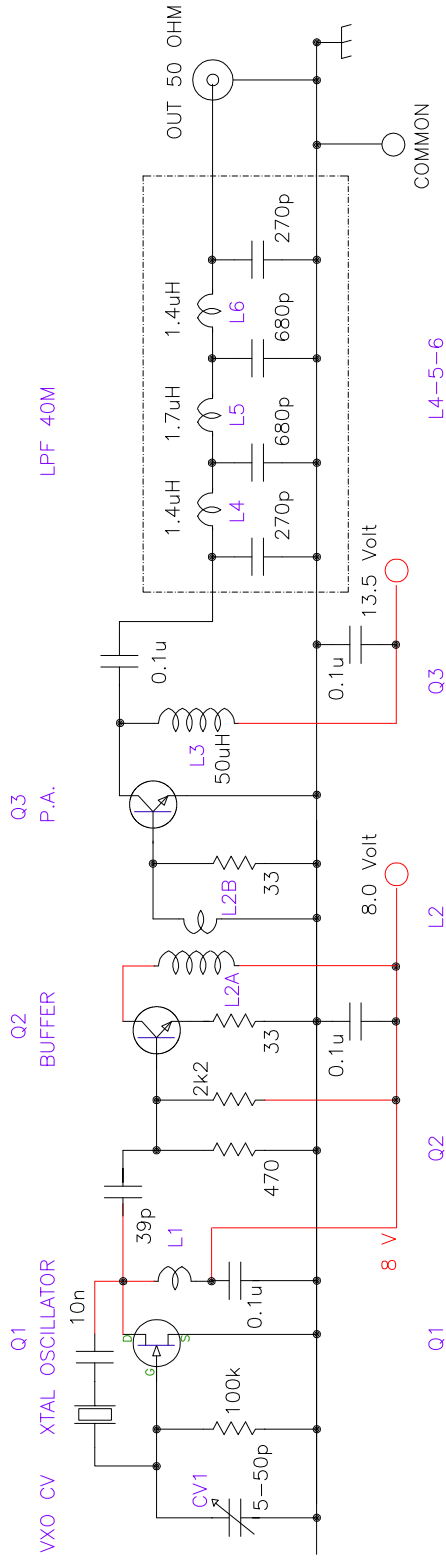 VXO CV XTAL OSCILLATOR
Q1
Q2
BUFFER
Q3
P.A.
LPF 40M
10n
39p
0.1u
OUT 50 OHM
D
G
S
L1
2k2
L2A
L2B
L3
50uH
1.4uH
1.7uH
1.4uH
L4
L5
L6
CV1
5-50p
100k
0.1u
470
33
33
270p
680p
680p
270p
0.1u
0.1u
8 V
8.0 Volt
13.5 Volt
COMMON
Q1
Q2
L2
Q3
L4-5-6